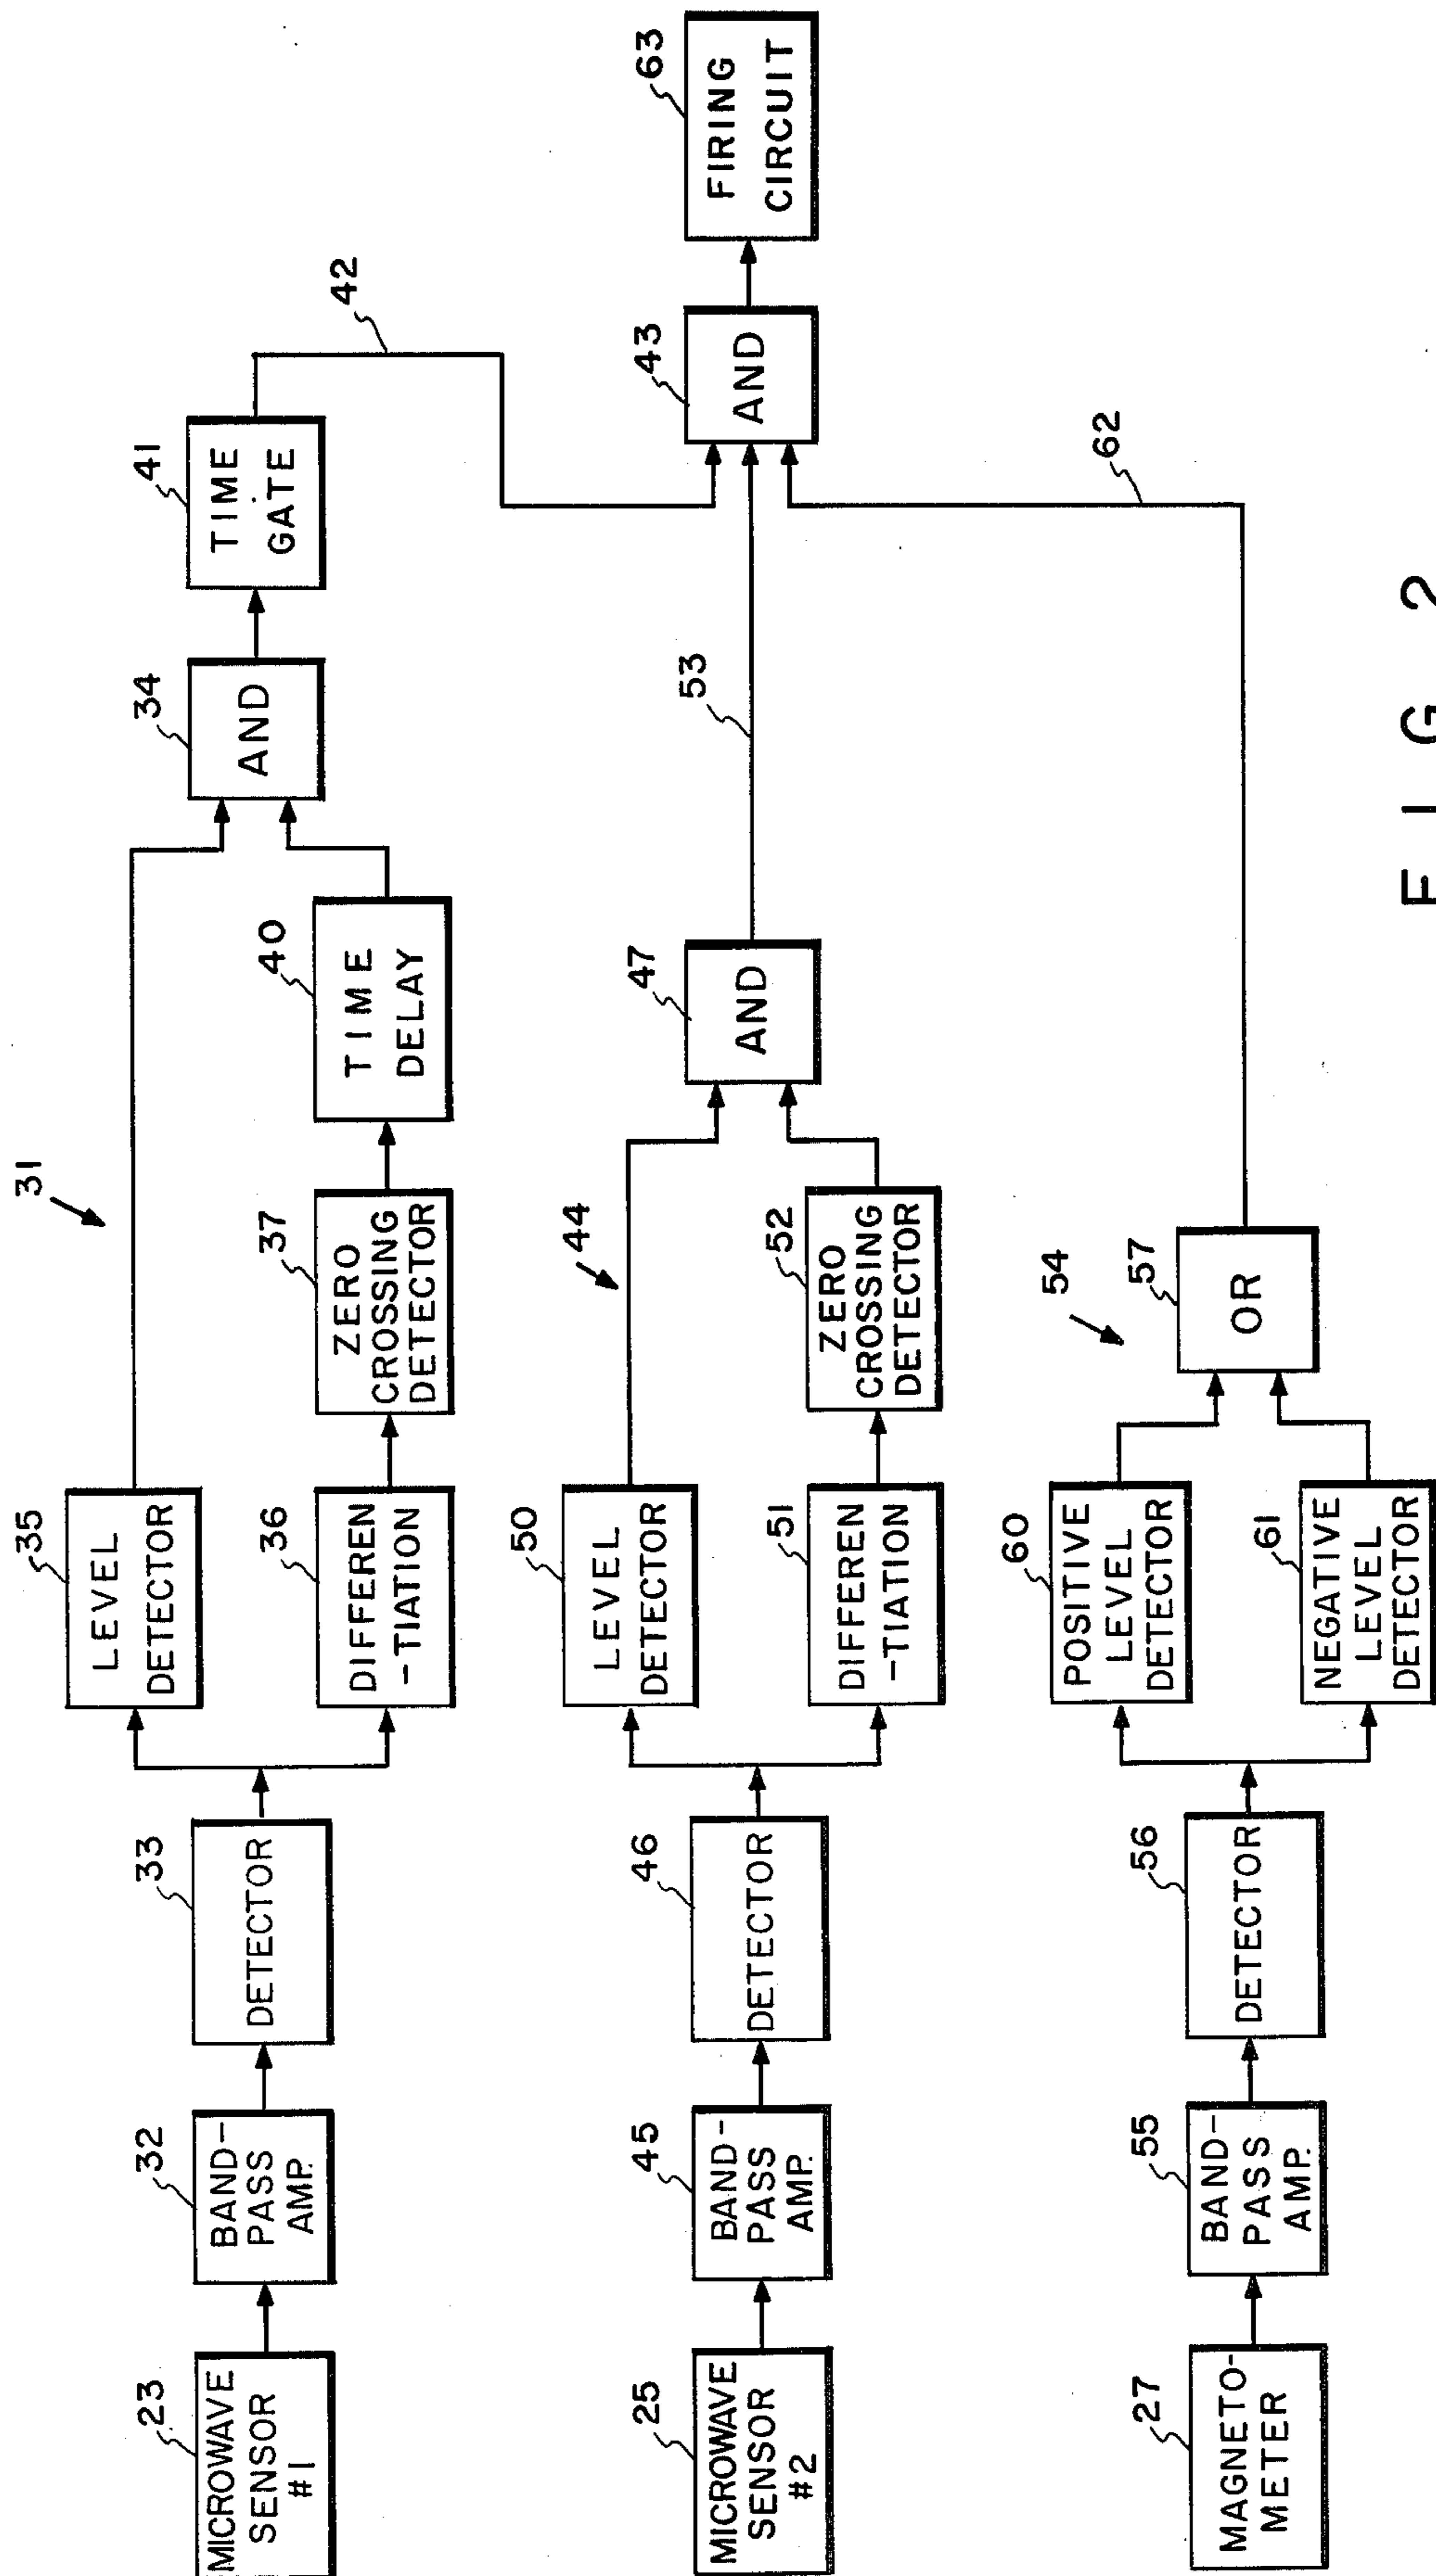 31
23
MICROWAVE
SENSOR
#1
32
BAND-
PASS
AMP.
33
DETECTOR
35
LEVEL
DETECTOR
36
DIFFEREN
-TIATION
37
ZERO
CROSSING
DETECTOR
40
TIME
DELAY
34
AND
41
TIME
GATE
42
44
25
MICROWAVE
SENSOR
#2
45
BAND-
PASS
AMP.
46
DETECTOR
50
LEVEL
DETECTOR
51
DIFFEREN
-TIATION
52
ZERO
CROSSING
DETECTOR
47
AND
53
43
AND
63
FIRING
CIRCUIT
54
27
MAGNETO-
METER
55
BAND-
PASS
AMP.
56
DETECTOR
60
POSITIVE
LEVEL
DETECTOR
61
NEGATIVE
LEVEL
DETECTOR
57
OR
62
FIG 2